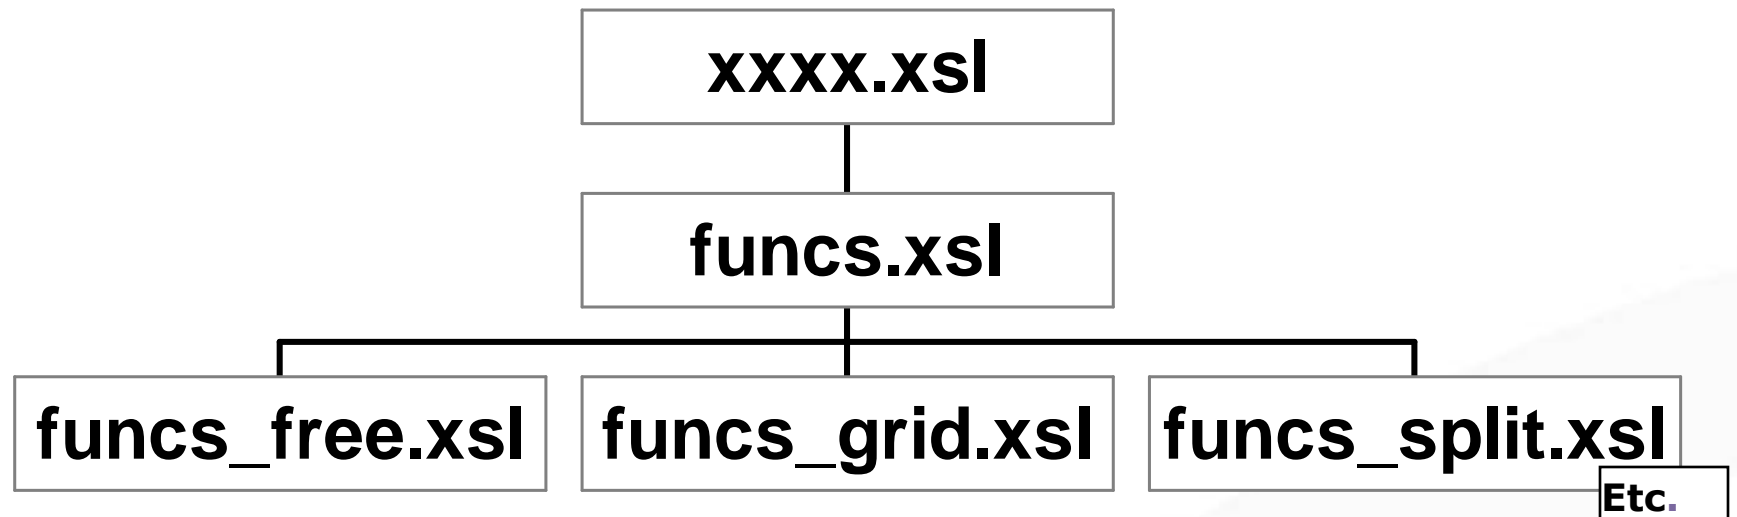 xxxx.xsl
funcs.xsl
funcs_free.xsl
funcs_grid.xsl
funcs_split.xsl
Etc.